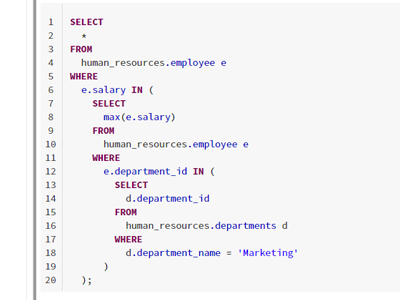 1 SELECT
2   *
3 FROM
4   human_resources.employee e
5 WHERE
6   e.salary IN (
7     SELECT
8       max(e.salary)
9     FROM
10       human_resources.employee e
11     WHERE
12       e.department_id IN (
13         SELECT
14           d.department_id
15         FROM
16           human_resources.departments d
17         WHERE
18           d.department_name = 'Marketing'
19       )
20   );